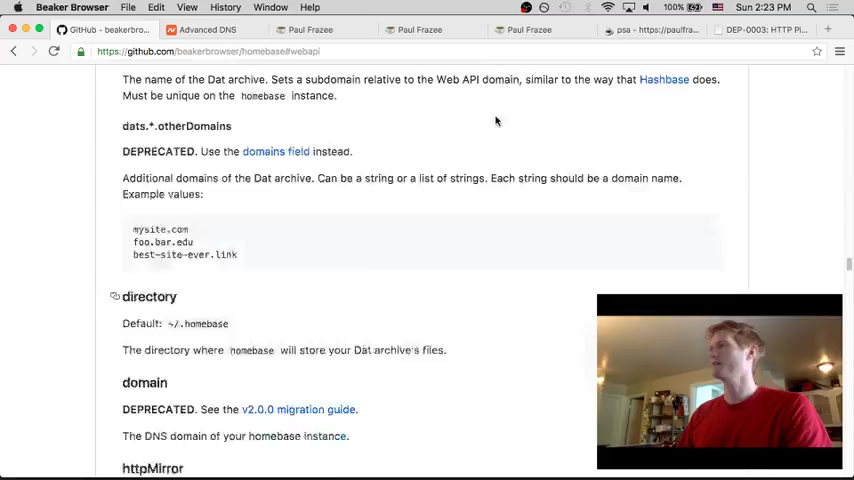 Beaker Browser File Edit View History Window Help 100% Sun 2:23 PM
GitHub - beakerbrowser/homebase Advanced DNS Paul Frazee Paul Frazee Paul Frazee psa - https://paulfra DEP-0003: HTTP Pi
https://github.com/beakerbrowser/homebase#webapi
The name of the Dat archive. Sets a subdomain relative to the Web API domain, similar to the way that Hashbase does.
Must be unique on the homebase instance.
dats.*.otherDomains
DEPRECATED. Use the domains field instead.
Additional domains of the Dat archive. Can be a string or a list of strings. Each string should be a domain name.
Example values:
mysite.com
foo.bar.edu
best-site-ever.link
directory
Default: ~/.homebase
The directory where homebase will store your Dat archive's files.
domain
DEPRECATED. See the v2.0.0 migration guide.
The DNS domain of your homebase instance.
httpMirror